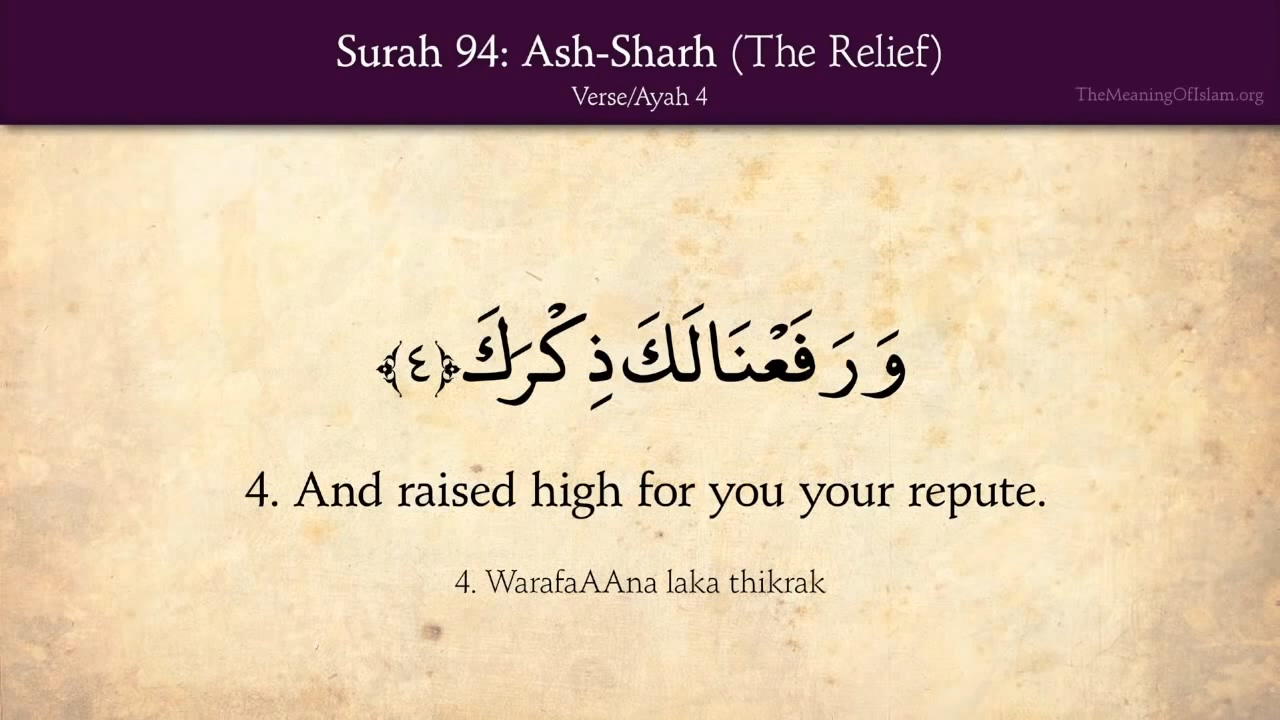 Surah 94: Ash-Sharh (The Relief)
Verse/Ayah 4
TheMeaningOfIslam.org
وَرَفَعْنَا لَكَ ذِكْرَكَ ﴿٤﴾
4. And raised high for you your repute.
4. WarafaAAna laka thikrak